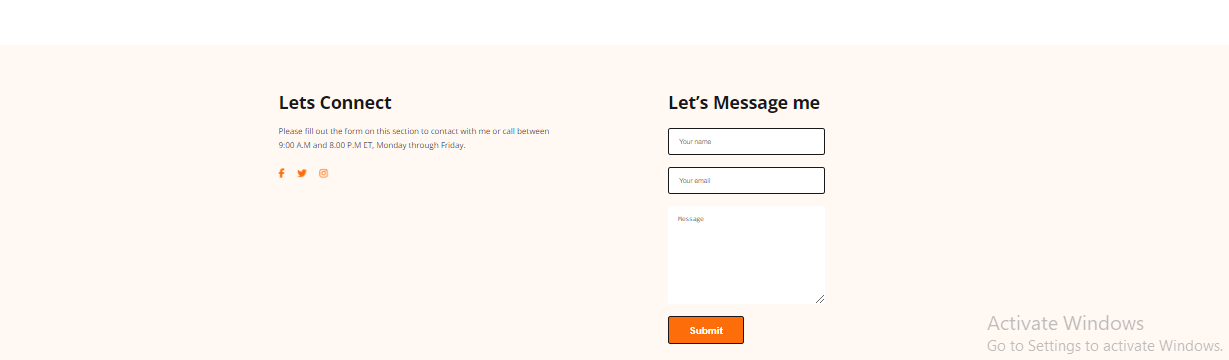 Lets Connect
Please fill out the form on this section to contact with me or call between
9:00 A.M and 8.00 P.M ET, Monday through Friday.
Let’s Message me
Your name
Your email
Message
Submit
Activate Windows
Go to Settings to activate Windows.